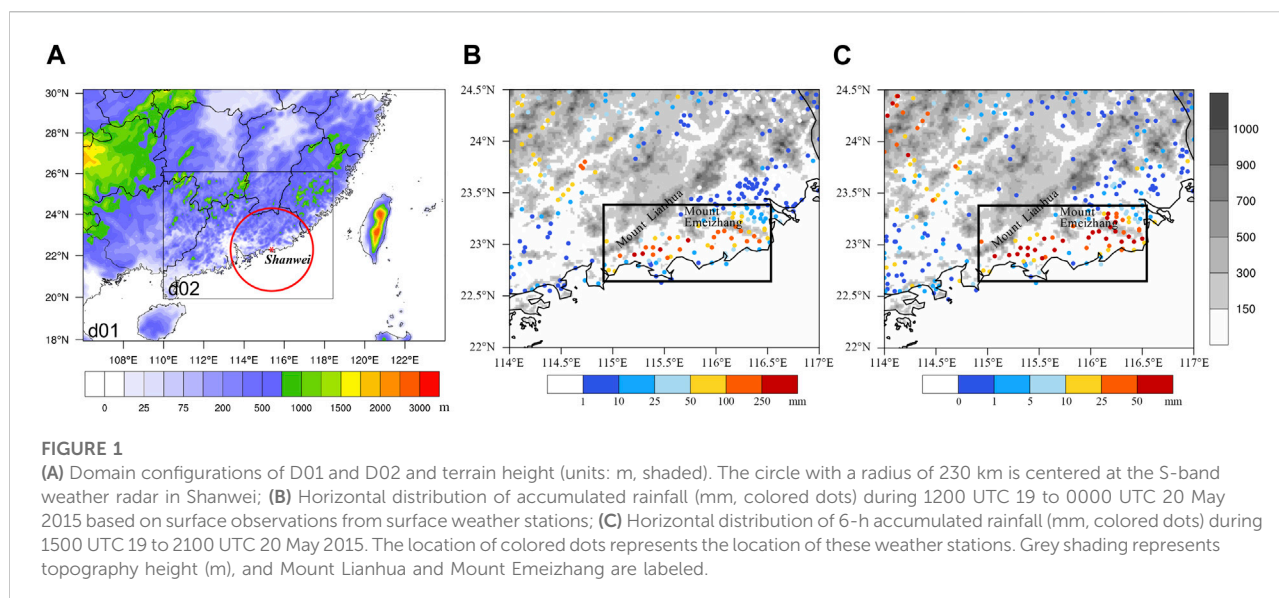 A
B
C
30°N
28°N
26°N
24°N
22°N
20°N
18°N
108°E 110°E 112°E 114°E 116°E 118°E 120°E 122°E
Shanwei
d02
d01
0 25 75 200 500 1000 1500 2000 3000 m
24.5°N
24°N
23.5°N
23°N
22.5°N
22°N
114°E 114.5°E 115°E 115.5°E 116°E 116.5°E 117°E
Mount Lianhua
Mount
Emeizhang
1 10 25 50 100 250 mm
24.5°N
24°N
23.5°N
23°N
22.5°N
22°N
114°E 114.5°E 115°E 115.5°E 116°E 116.5°E 117°E
Mount Lianhua
Mount
Emeizhang
0 1 5 10 25 50 mm
1000
900
700
500
300
150
FIGURE 1
(A) Domain configurations of D01 and D02 and terrain height (units: m, shaded). The circle with a radius of 230 km is centered at the S-band
weather radar in Shanwei; (B) Horizontal distribution of accumulated rainfall (mm, colored dots) during 1200 UTC 19 to 0000 UTC 20 May
2015 based on surface observations from surface weather stations; (C) Horizontal distribution of 6-h accumulated rainfall (mm, colored dots) during
1500 UTC 19 to 2100 UTC 20 May 2015. The location of colored dots represents the location of these weather stations. Grey shading represents
topography height (m), and Mount Lianhua and Mount Emeizhang are labeled.